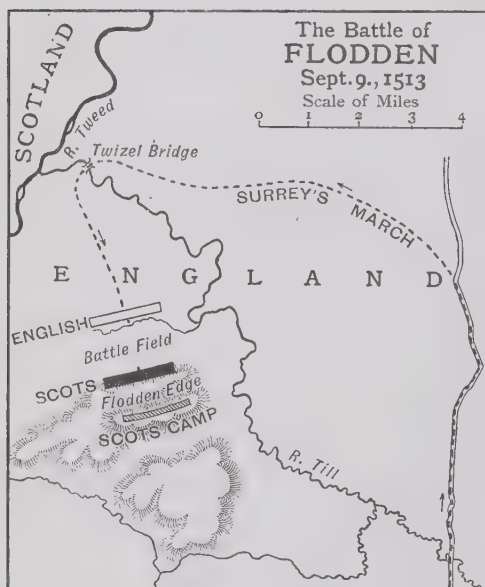 The Battle of
FLODDEN
Sept. 9., 1513
Scale of Miles
0 1 2 3 4
SCOTLAND
R. Tweed
Twizel Bridge
SURREY'S
MARCH
ENGLAND
ENGLISH
Battle Field
SCOTS
Flodden Edge
SCOTS CAMP
R. Till